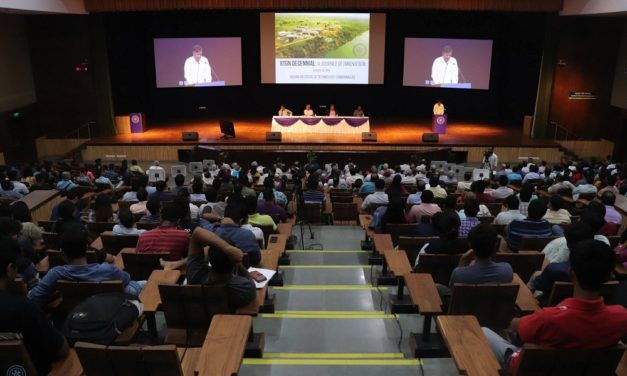 IITGN DECENNIAL: A JOURNEY OF INNOVATION
INDIAN INSTITUTE OF TECHNOLOGY GANDHINAGAR